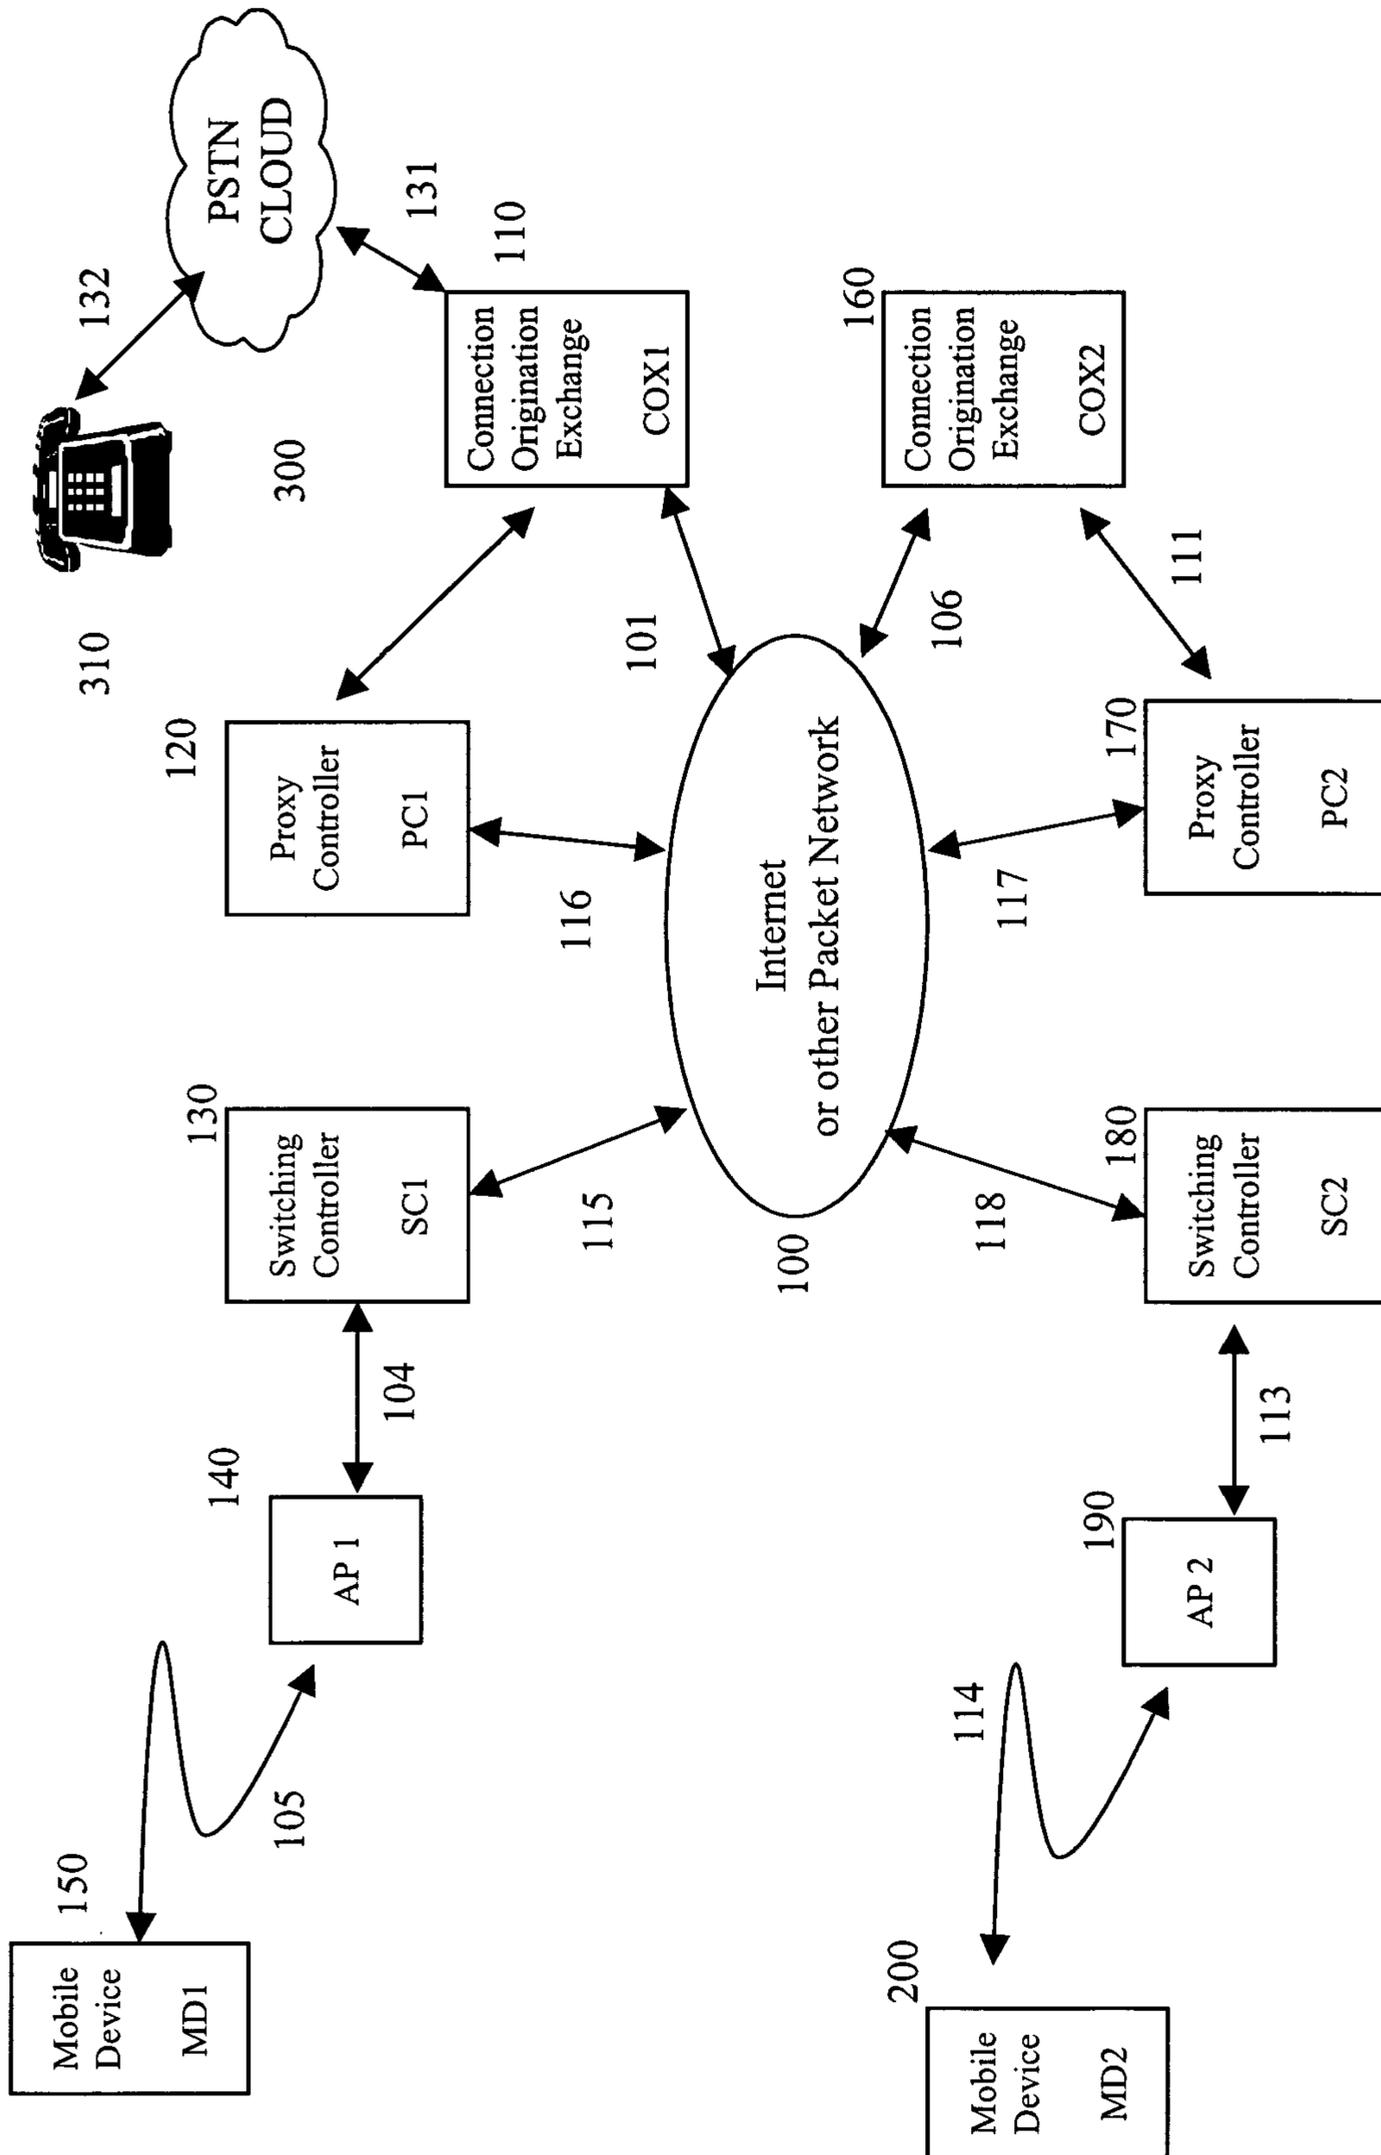 Mobile
Device
MD1
150
105
AP 1
140
104
Switching
Controller
SC1
130
115
Proxy
Controller
PC1
120
116
310
132
300
PSTN
CLOUD
131
110
Connection
Origination
Exchange
COX1
101
Internet
or other Packet Network
100
106
160
Connection
Origination
Exchange
COX2
111
170
Proxy
Controller
PC2
117
180
Switching
Controller
SC2
118
113
190
AP 2
114
200
Mobile
Device
MD2